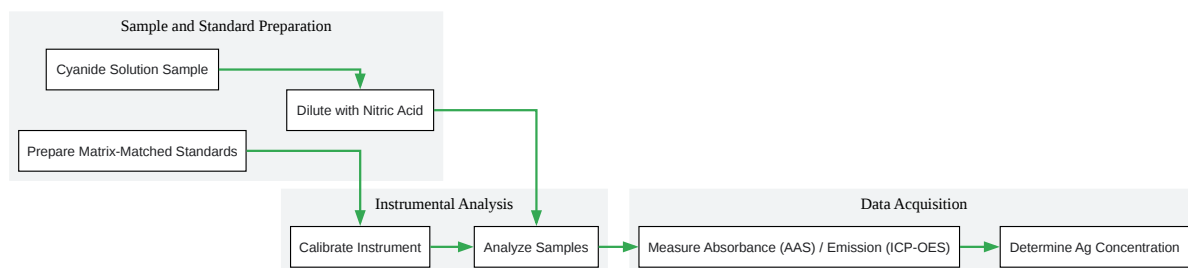 Sample and Standard Preparation
Cyanide Solution Sample
Dilute with Nitric Acid
Prepare Matrix-Matched Standards
Instrumental Analysis
Calibrate Instrument
Analyze Samples
Data Acquisition
Measure Absorbance (AAS) / Emission (ICP-OES)
Determine Ag Concentration